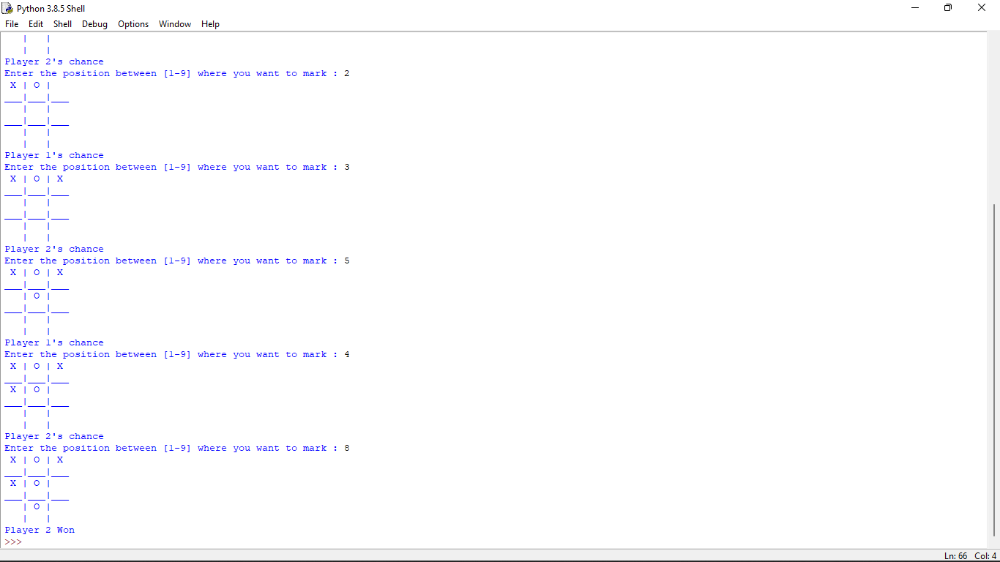 Python 3.8.5 Shell
File Edit Shell Debug Options Window Help
   |   |
   |   |
Player 2's chance
Enter the position between [1-9] where you want to mark : 2
 X | O |
___|___|___
   |   |
___|___|___
   |   |
   |   |
Player 1's chance
Enter the position between [1-9] where you want to mark : 3
 X | O | X
___|___|___
   |   |
___|___|___
   |   |
   |   |
Player 2's chance
Enter the position between [1-9] where you want to mark : 5
 X | O | X
___|___|___
   | O |
___|___|___
   |   |
   |   |
Player 1's chance
Enter the position between [1-9] where you want to mark : 4
 X | O | X
___|___|___
 X | O |
___|___|___
   |   |
   |   |
Player 2's chance
Enter the position between [1-9] where you want to mark : 8
 X | O | X
___|___|___
 X | O |
___|___|___
   | O |
   |   |
Player 2 Won
>>>
Ln: 66 Col: 4